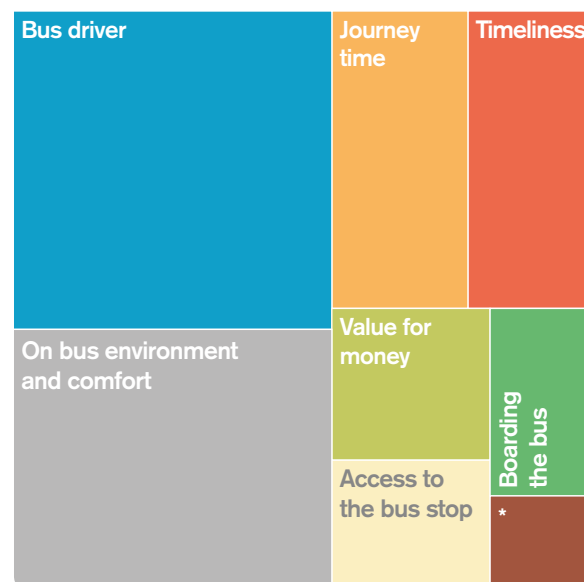 Bus driver
Journey
time
Timeliness
On bus environment
and comfort
Value for
money
Boarding
the bus
Access to
the bus stop
*